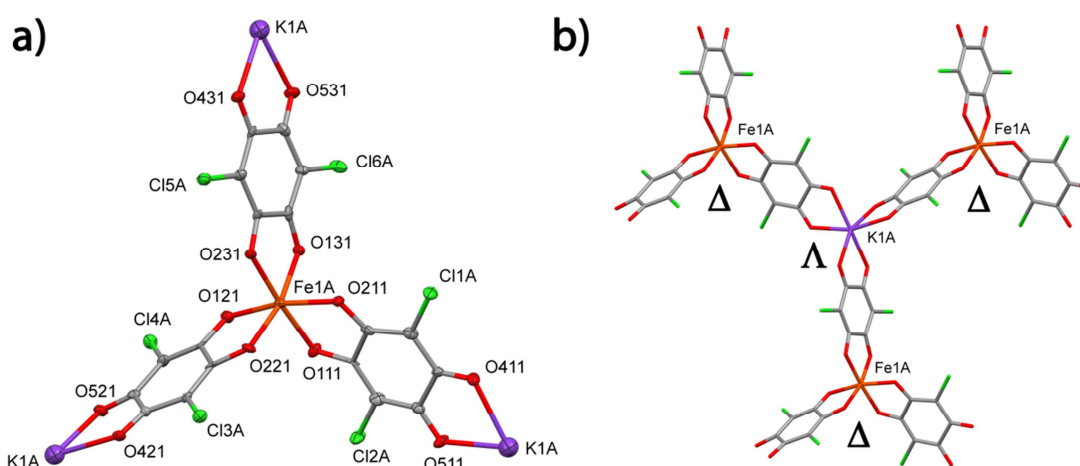 a)
K1A
O431
O531
Cl5A
Cl6A
O231
O131
Fe1A
O121
O211
Cl1A
Cl4A
O221
O111
O411
O521
Cl3A
Cl2A
K1A
O421
O511
K1A
b)
Fe1A
Fe1A
Δ
Δ
K1A
Λ
Fe1A
Δ